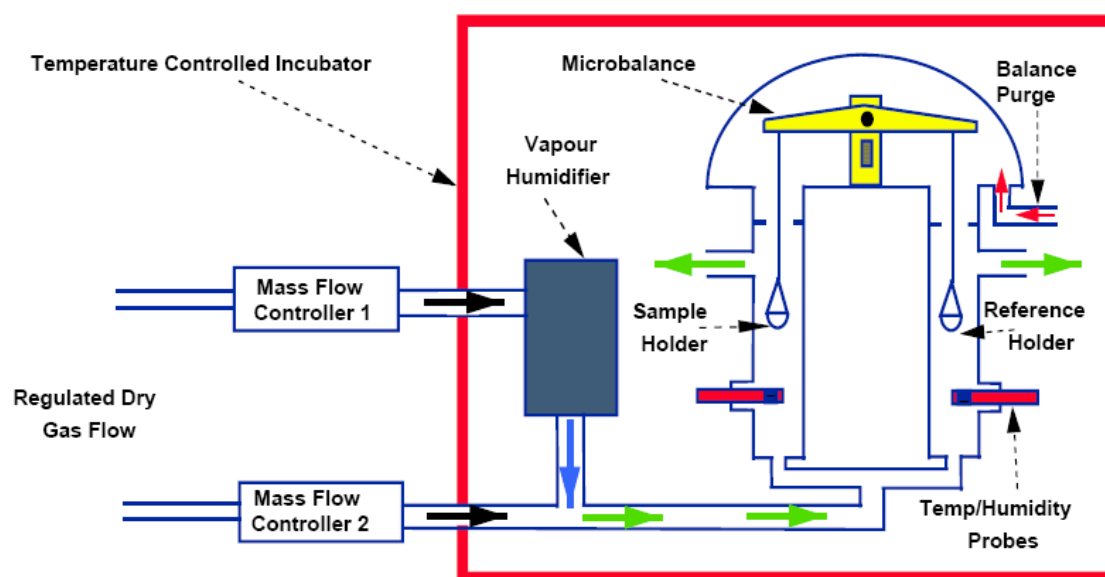 Temperature Controlled Incubator
Microbalance
Balance
Purge
Vapour
Humidifier
Mass Flow
Controller 1
Sample
Holder
Reference
Holder
Regulated Dry
Gas Flow
Mass Flow
Controller 2
Temp/Humidity
Probes